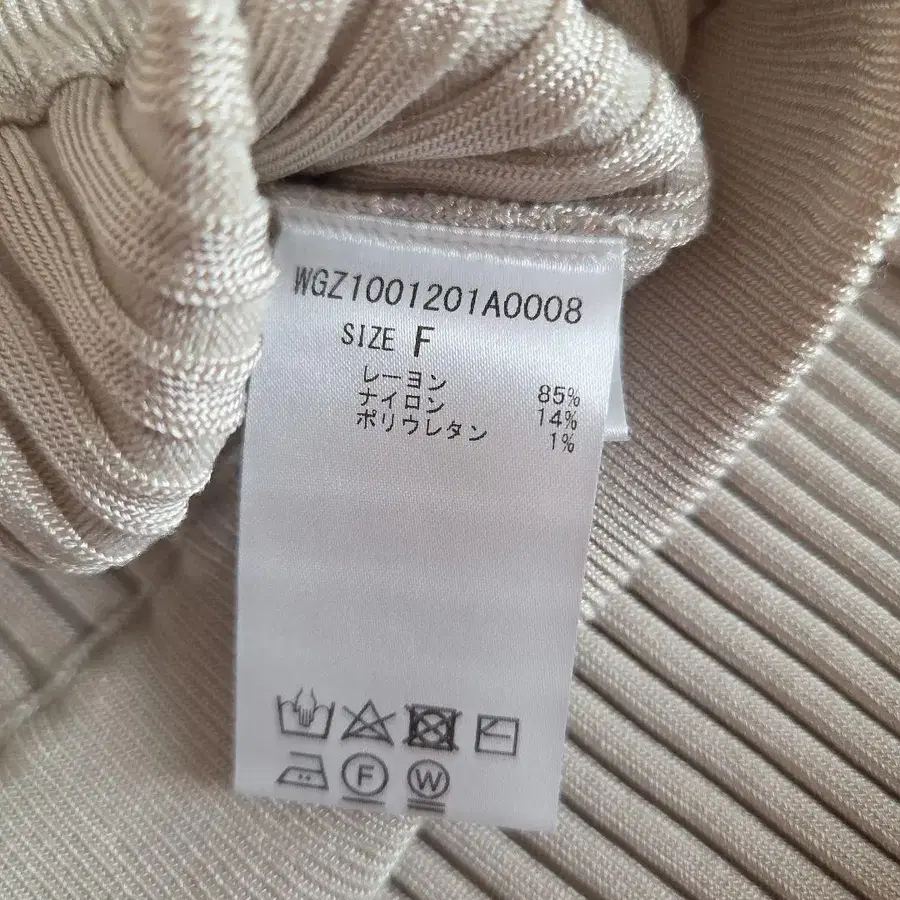 WGZ1001201A0008
SIZE F
レーヨン 85%
ナイロン 14%
ポリウレタン 1%
F W